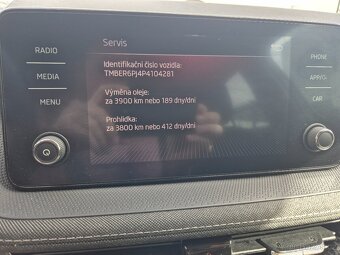 Servis
RADIO
PHONE
Identifikační číslo vozidla:
TMBER6PJ4P4104281
MEDIA
APP/
Výměna oleje:
za 3900 km nebo 189 dny/dní
MENU
CAR
Prohlídka:
za 3800 km nebo 412 dny/dní